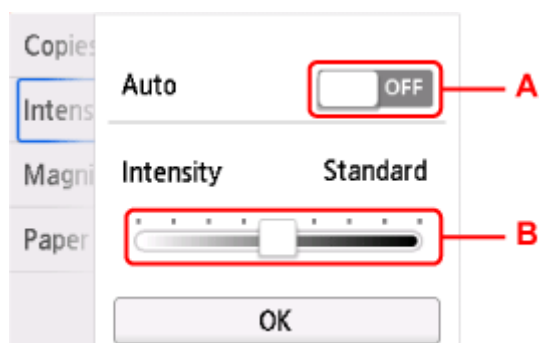 Copies
Auto OFF A
Intens
Magni Intensity Standard
Paper B
OK